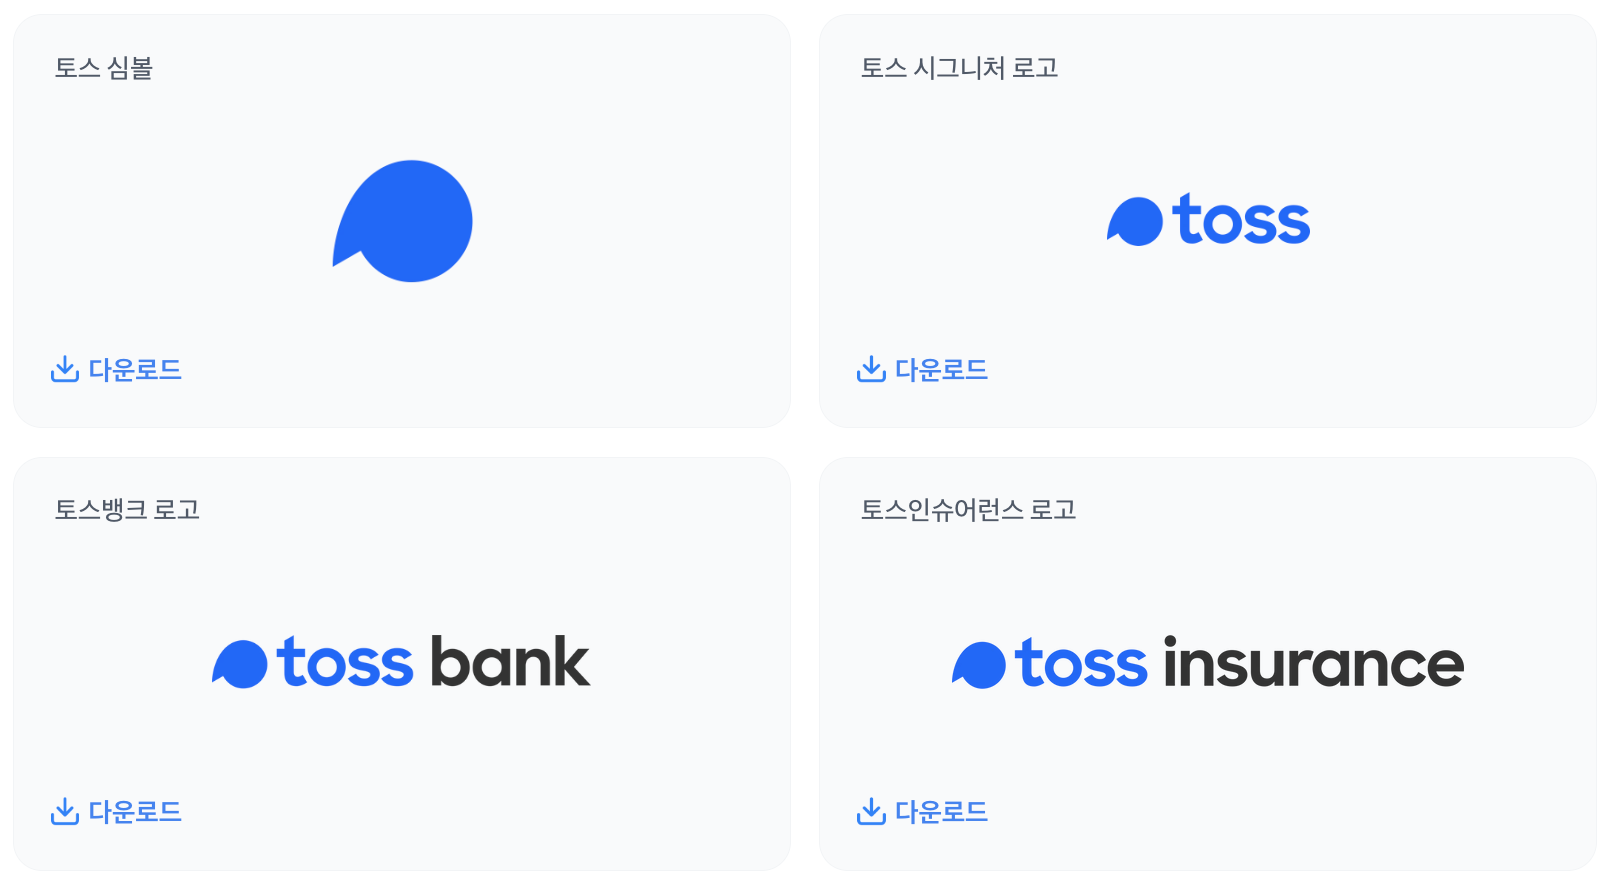 토스 심볼
다운로드
토스 시그니처 로고
toss
다운로드
토스뱅크 로고
toss bank
다운로드
토스인슈어런스 로고
toss insurance
다운로드